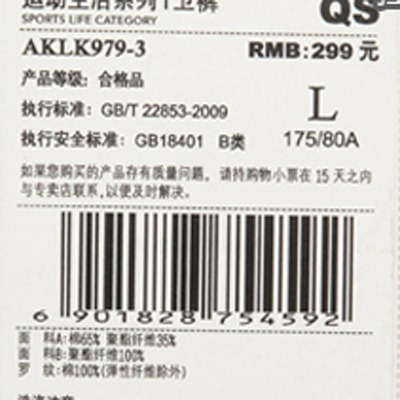 运动生活系列 卫裤
SPORTS LIFE CATEGORY
QS
AKLK979-3
RMB:299 元
产品等级: 合格品
执行标准: GB/T 22853-2009
L
执行安全标准: GB18401 B类
175/80A
如果您购买的产品存有质量问题, 请持购物小票在 15 天之内
与专卖店联系,以便及时解决。
6 901828 754592
面 料A:棉65% 聚酯纤维35%
面 料B:聚酯纤维100%
罗 纹:棉100%(弹性纤维除外)